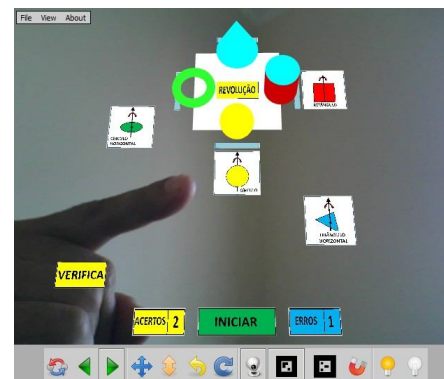 File View About
REVOLUÇÃO
RETÂNGULO
CÍRCULO
HORIZONTAL
CÍRCULO
TRIÂNGULO
HORIZONTAL
VERIFICA
ACERTOS 2
INICIAR
ERROS 1